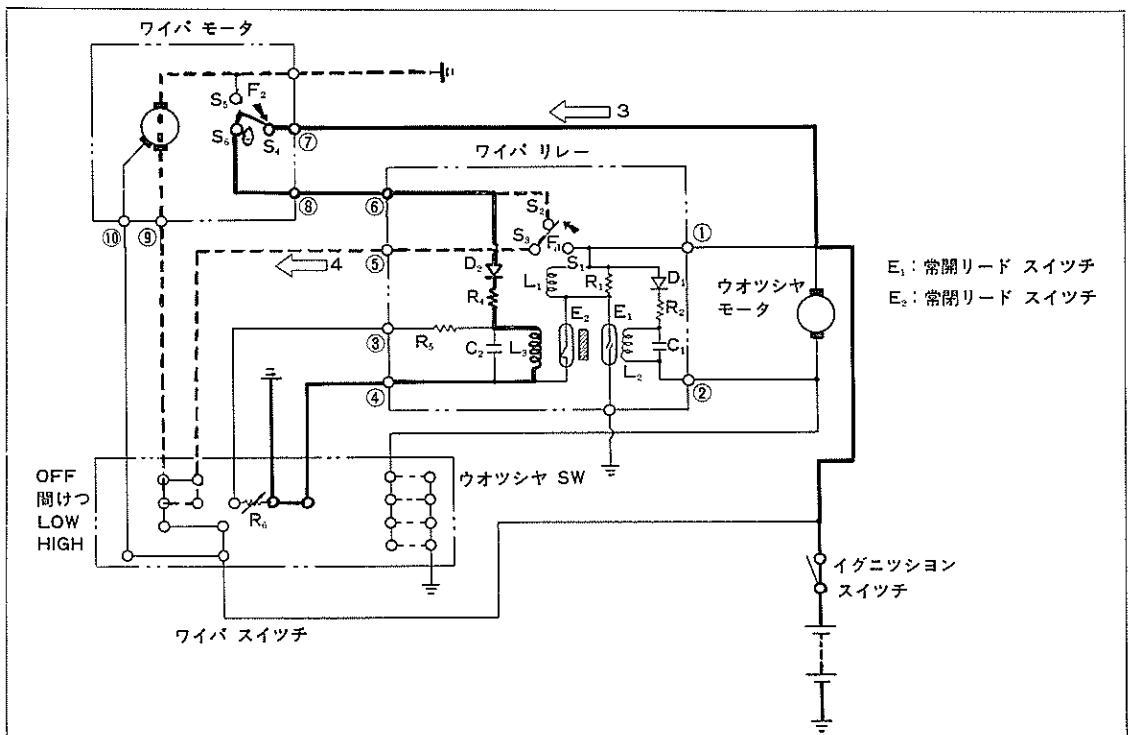 ワイパ モータ
S₅
F₂
S₆
S₄
⑦
3
ワイパ リレー
⑧
⑥
⑩
⑨
S₂
S₃
F₁
S₁
①
⑤
4
D₂
R₄
L₁
R₁
D₁
R₂
E₂
E₁
C₁
③
R₅
C₂
L₃
L₂
②
④
ウオツシヤ
モータ
E₁:常開リード スイツチ
E₂:常閉リード スイツチ
OFF
間けつ
LOW
HIGH
R₆
ウオツシヤ SW
ワイパ スイツチ
イグニツシヨン
スイツチ